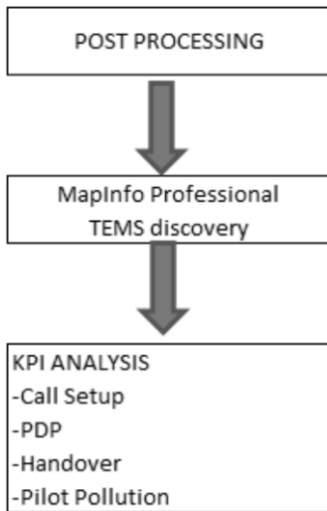 POST PROCESSING
MapInfo Professional
TEMS discovery
KPI ANALYSIS
-Call Setup
-PDP
-Handover
-Pilot Pollution